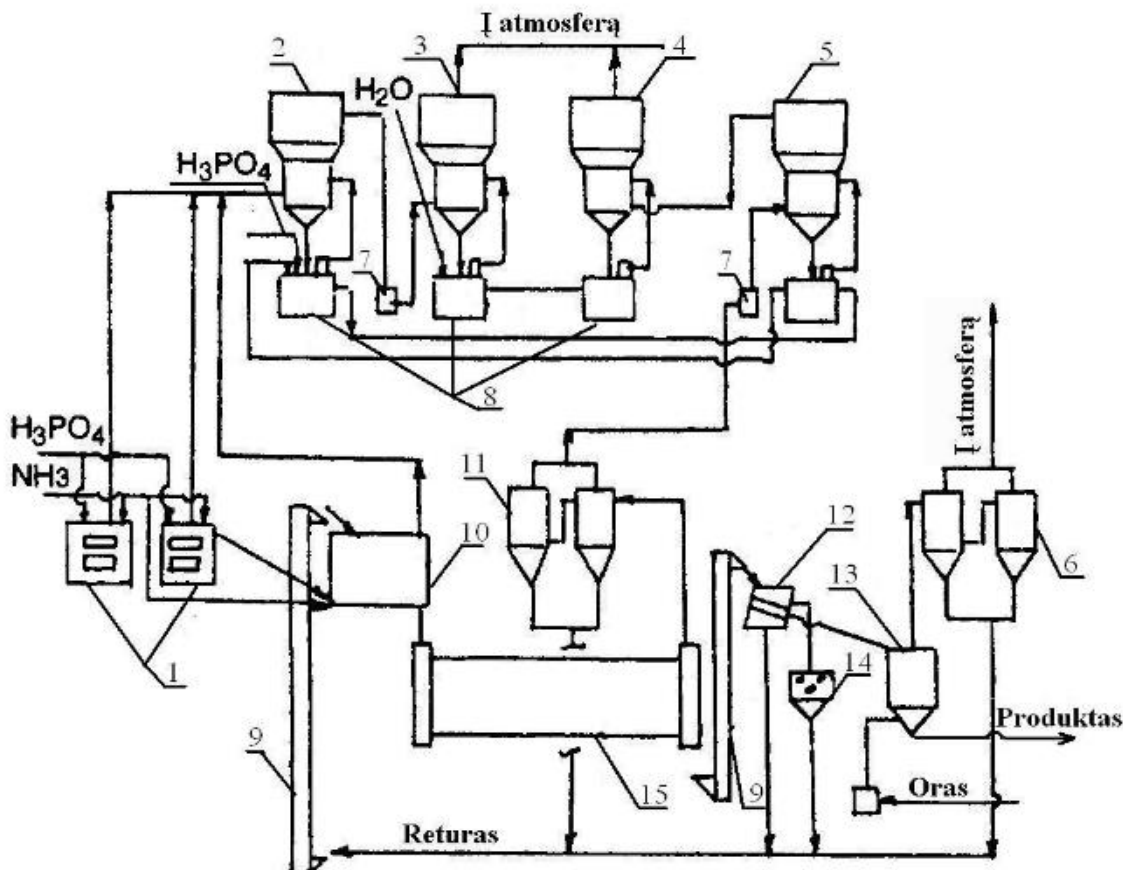 Į atmosferą
2
3
4
5
H₂O
H₃PO₄
7
7
8
H₃PO₄
NH3
11
10
12
13
6
Į atmosferą
1
14
9
15
9
Produktas
Oras
Returas